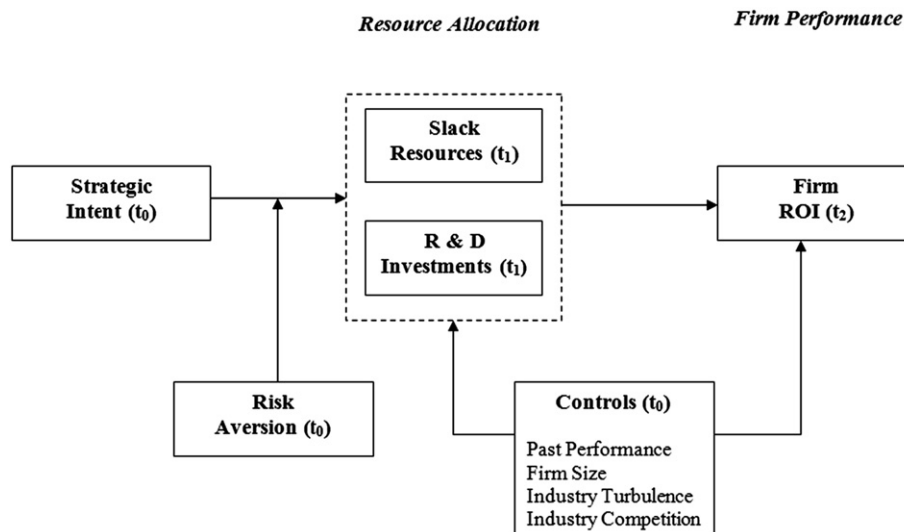 Resource Allocation
Firm Performance
Slack
Resources (t₁)
Strategic
Intent (t₀)
Firm
ROI (t₂)
R & D
Investments (t₁)
Risk
Aversion (t₀)
Controls (t₀)
Past Performance
Firm Size
Industry Turbulence
Industry Competition